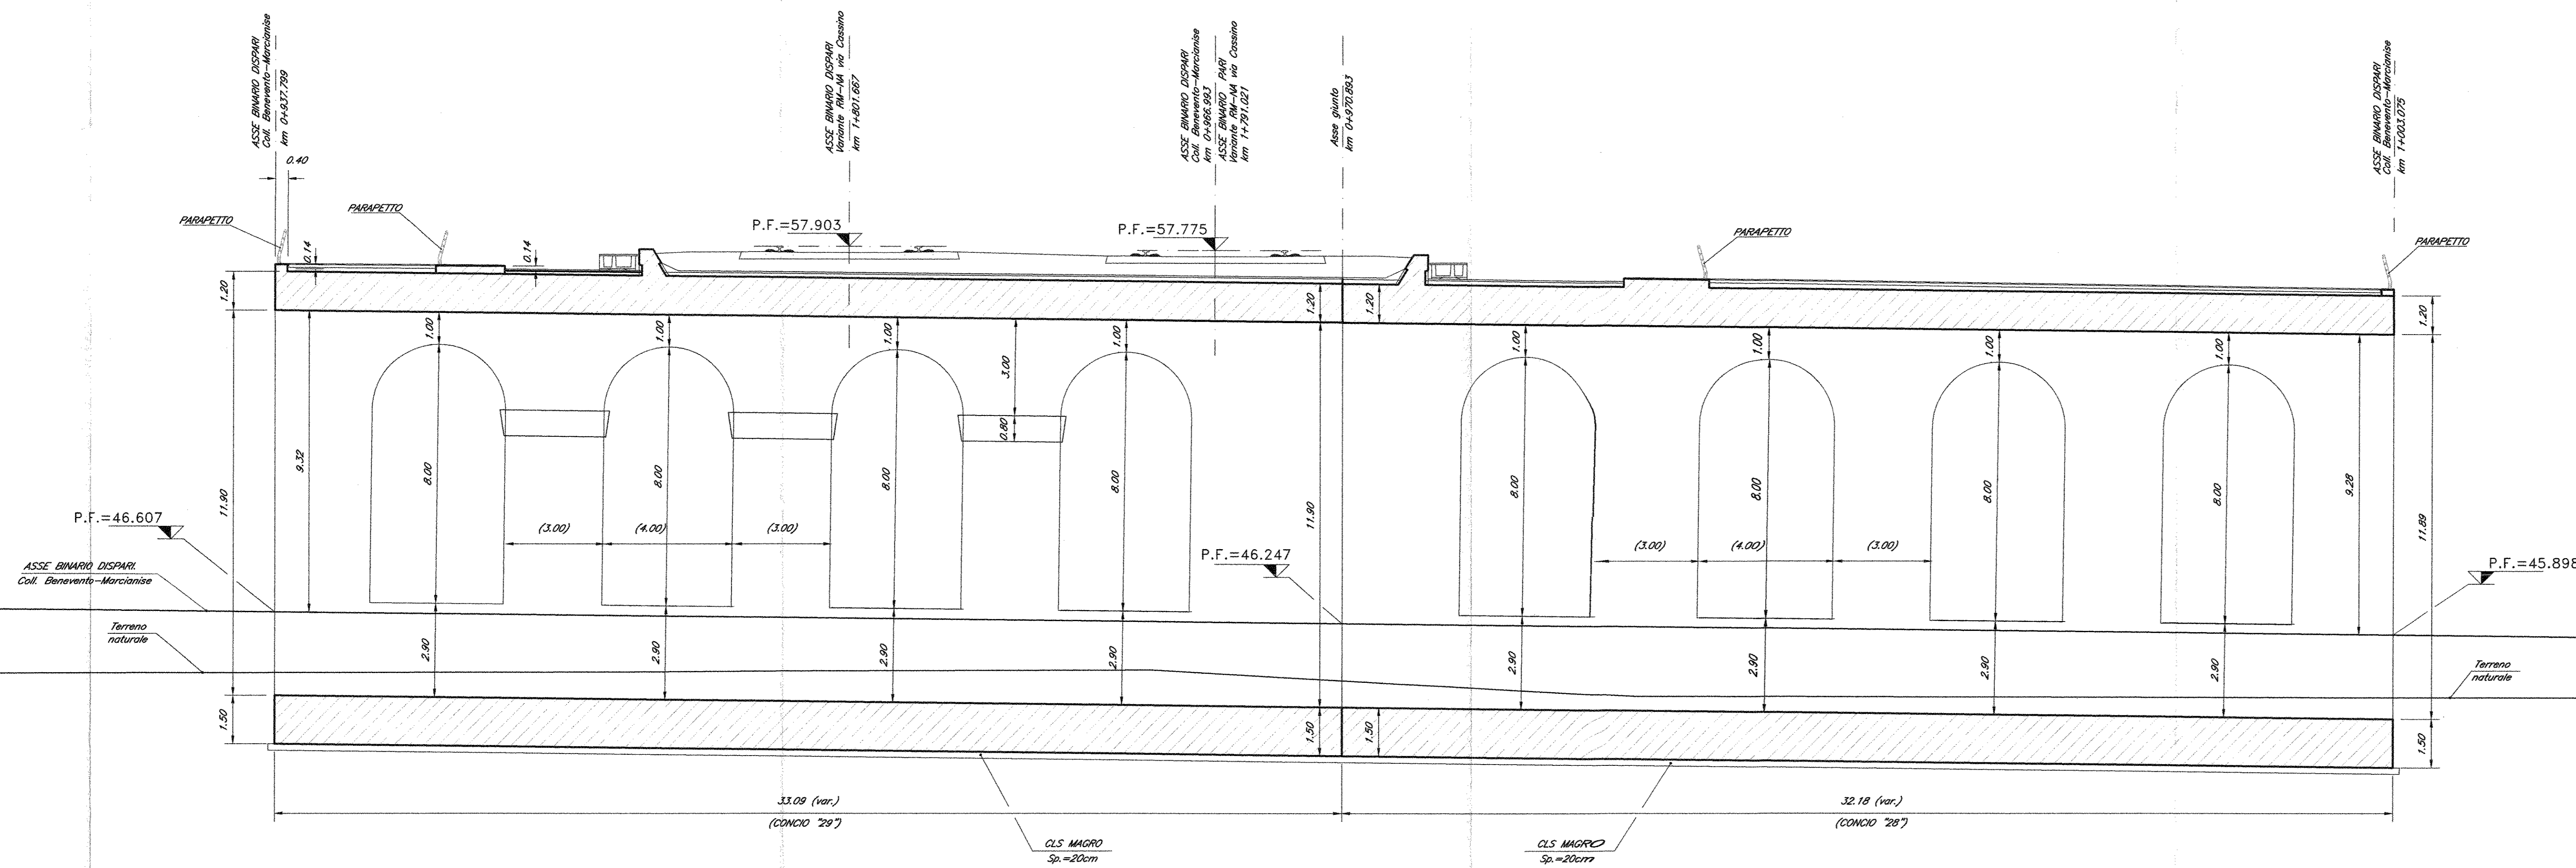 ASSE BINARIO DISPARI
Coll. Benevento-Marcianise
km 0+937.799
ASSE BINARIO DISPARI
Variante RM-NA via Cassino
km 1+801.667
ASSE BINARIO DISPARI
Coll. Benevento-Marcianise
km 0+966.993
ASSE BINARIO PARI
Variante RM-NA via Cassino
km 1+791.021
Asse giunto
km 0+970.893
ASSE BINARIO DISPARI
Coll. Benevento-Marcianise
km 1+003.075
0.40
PARAPETTO
PARAPETTO
P.F.=57.903
P.F.=57.775
PARAPETTO
PARAPETTO
0.14
0.14
1.20
1.20
1.20
1.20
1.00
1.00
1.00
1.00
3.00
1.00
1.00
1.00
1.00
0.80
9.32
8.00
8.00
8.00
8.00
8.00
8.00
8.00
8.00
9.28
11.90
11.90
11.89
P.F.=46.607
(3.00)
(4.00)
(3.00)
P.F.=46.247
(3.00)
(4.00)
(3.00)
P.F.=45.898
ASSE BINARIO DISPARI.
Coll. Benevento-Marcianise
Terreno
naturale
2.90
2.90
2.90
2.90
2.90
2.90
2.90
2.90
Terreno
naturale
1.50
1.50
1.50
1.50
33.09 (var.)
(CONCIO "29")
32.18 (var.)
(CONCIO "28")
CLS MAGRO
Sp.=20cm
CLS MAGRO
Sp.=20cm